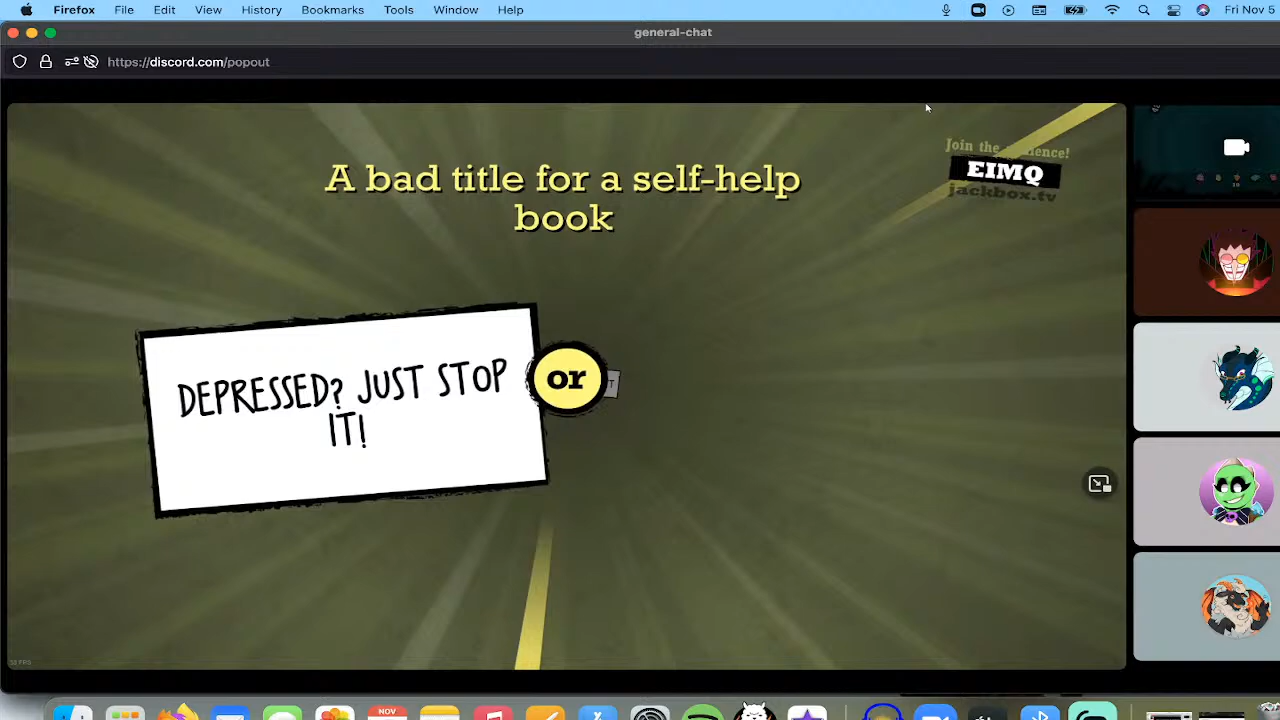 Firefox File Edit View History Bookmarks Tools Window Help Fri Nov 5
general-chat
https://discord.com/popout
A bad title for a self-help
book
Join the audience!
EIMQ
jackbox.tv
DEPRESSED? JUST STOP
IT!
or
T
NOV